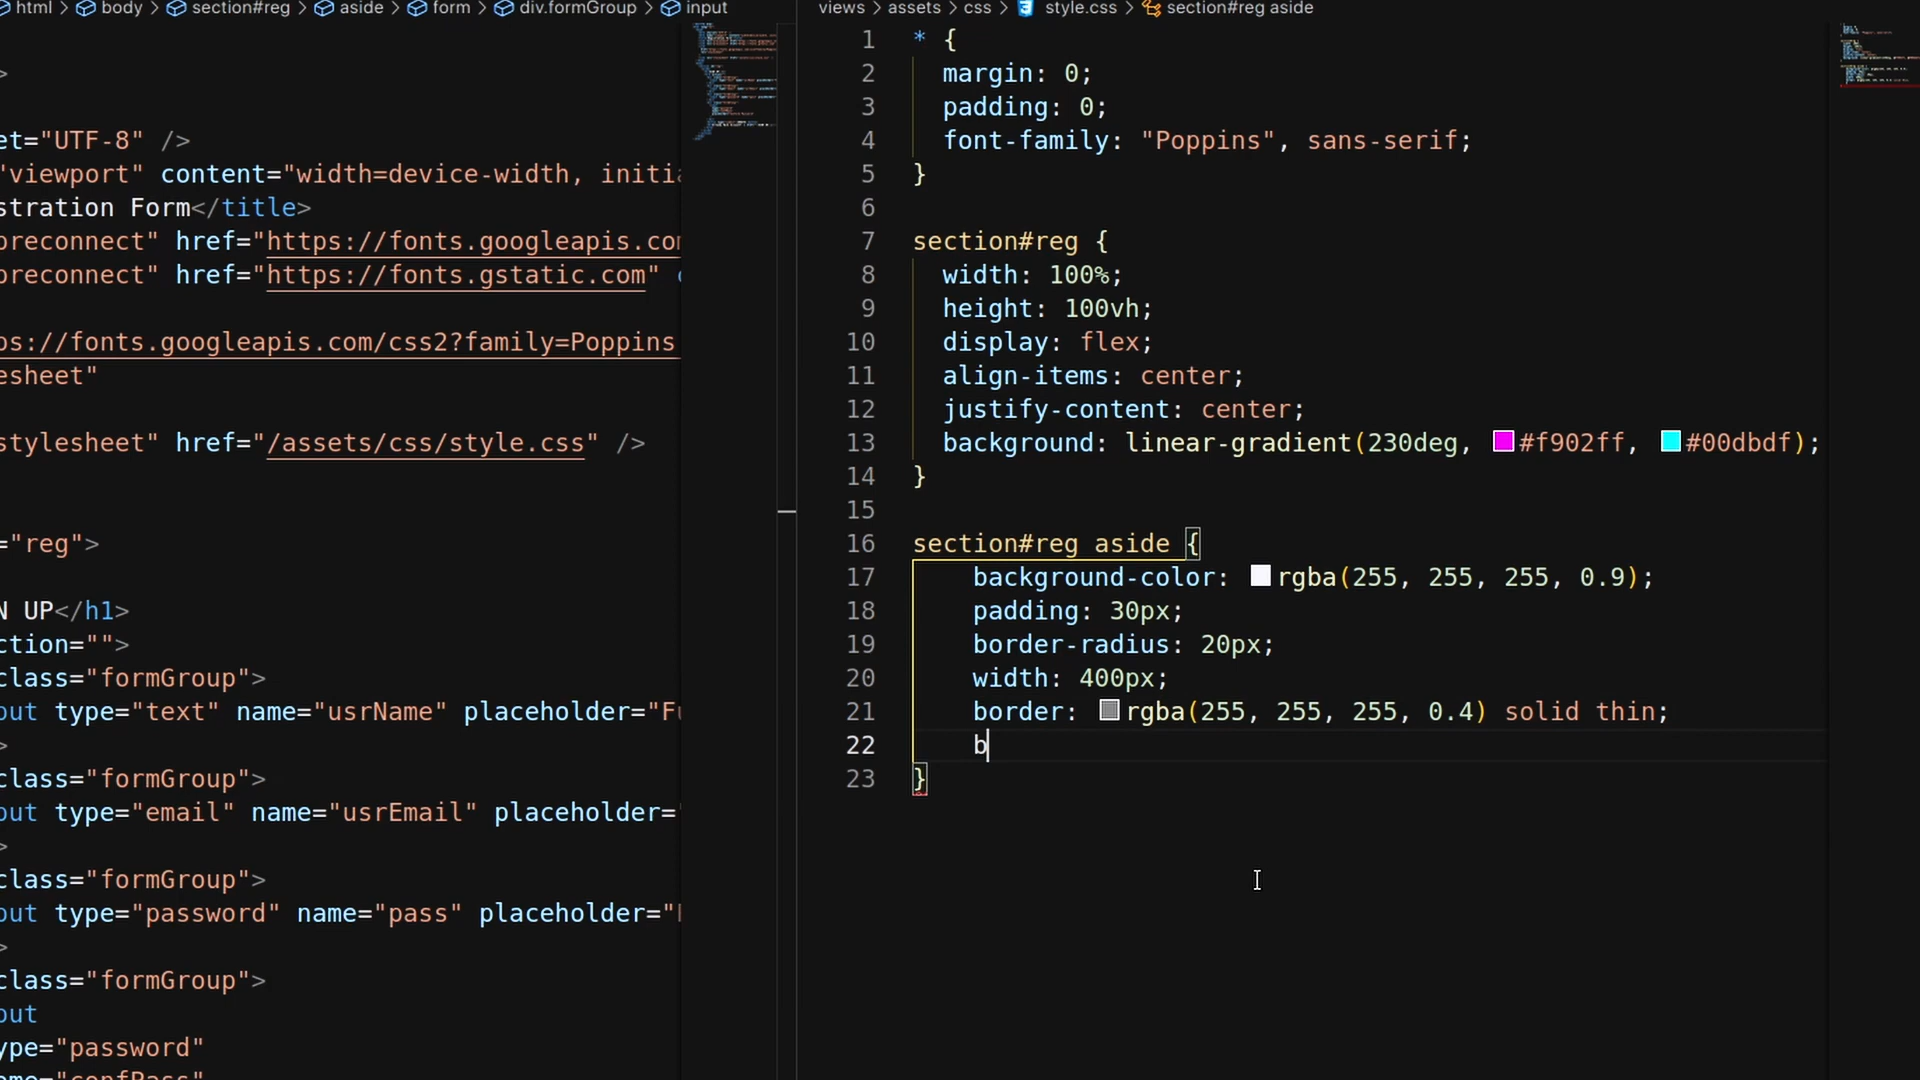 html > body > section#reg > aside > form > div.formGroup > input
>
et="UTF-8" />
"viewport" content="width=device-width, initi
stration Form</title>
preconnect" href="https://fonts.googleapis.co
preconnect" href="https://fonts.gstatic.com"
ps://fonts.googleapis.com/css2?family=Poppins
esheet"
stylesheet" href="/assets/css/style.css" />
="reg">
N UP</h1>
ction="">
class="formGroup">
out type="text" name="usrName" placeholder="F
>
class="formGroup">
out type="email" name="usrEmail" placeholder="
>
class="formGroup">
out type="password" name="pass" placeholder="
>
class="formGroup">
out
ype="password"
ame="confPass"
views > assets > css > style.css > section#reg aside
1 * {
2 margin: 0;
3 padding: 0;
4 font-family: "Poppins", sans-serif;
5 }
6
7 section#reg {
8 width: 100%;
9 height: 100vh;
10 display: flex;
11 align-items: center;
12 justify-content: center;
13 background: linear-gradient(230deg, #f902ff, #00dbdf);
14 }
15
16 section#reg aside {
17 background-color: rgba(255, 255, 255, 0.9);
18 padding: 30px;
19 border-radius: 20px;
20 width: 400px;
21 border: rgba(255, 255, 255, 0.4) solid thin;
22 b
23 }